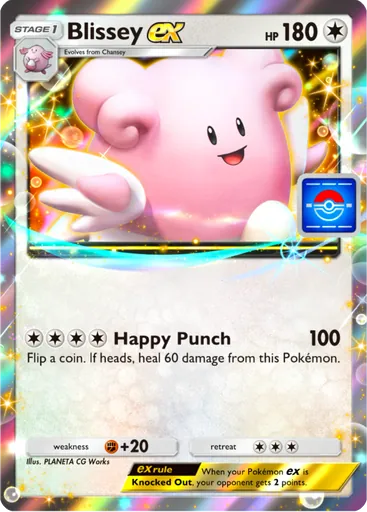 STAGE 1 Blissey ex HP 180
Evolves from Chansey
Happy Punch 100
Flip a coin. If heads, heal 60 damage from this Pokémon.
weakness +20 retreat
Illus. PLANETA CG Works
ex rule When your Pokémon ex is
Knocked Out, your opponent gets 2 points.